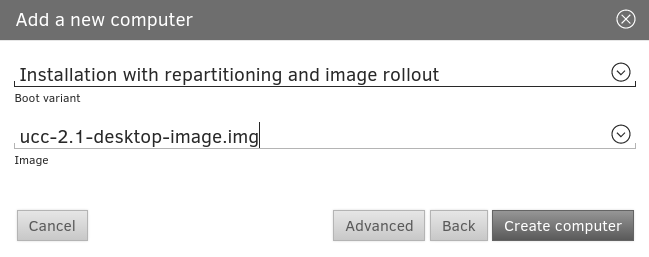 Add a new computer
Installation with repartitioning and image rollout
Boot variant
ucc-2.1-desktop-image.img
Image
Cancel
Advanced
Back
Create computer